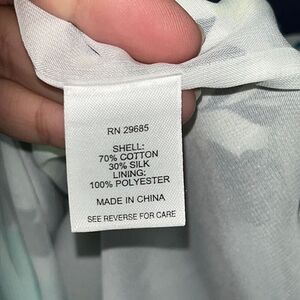 RN 29685
SHELL:
70% COTTON
30% SILK
LINING:
100% POLYESTER
MADE IN CHINA
SEE REVERSE FOR CARE